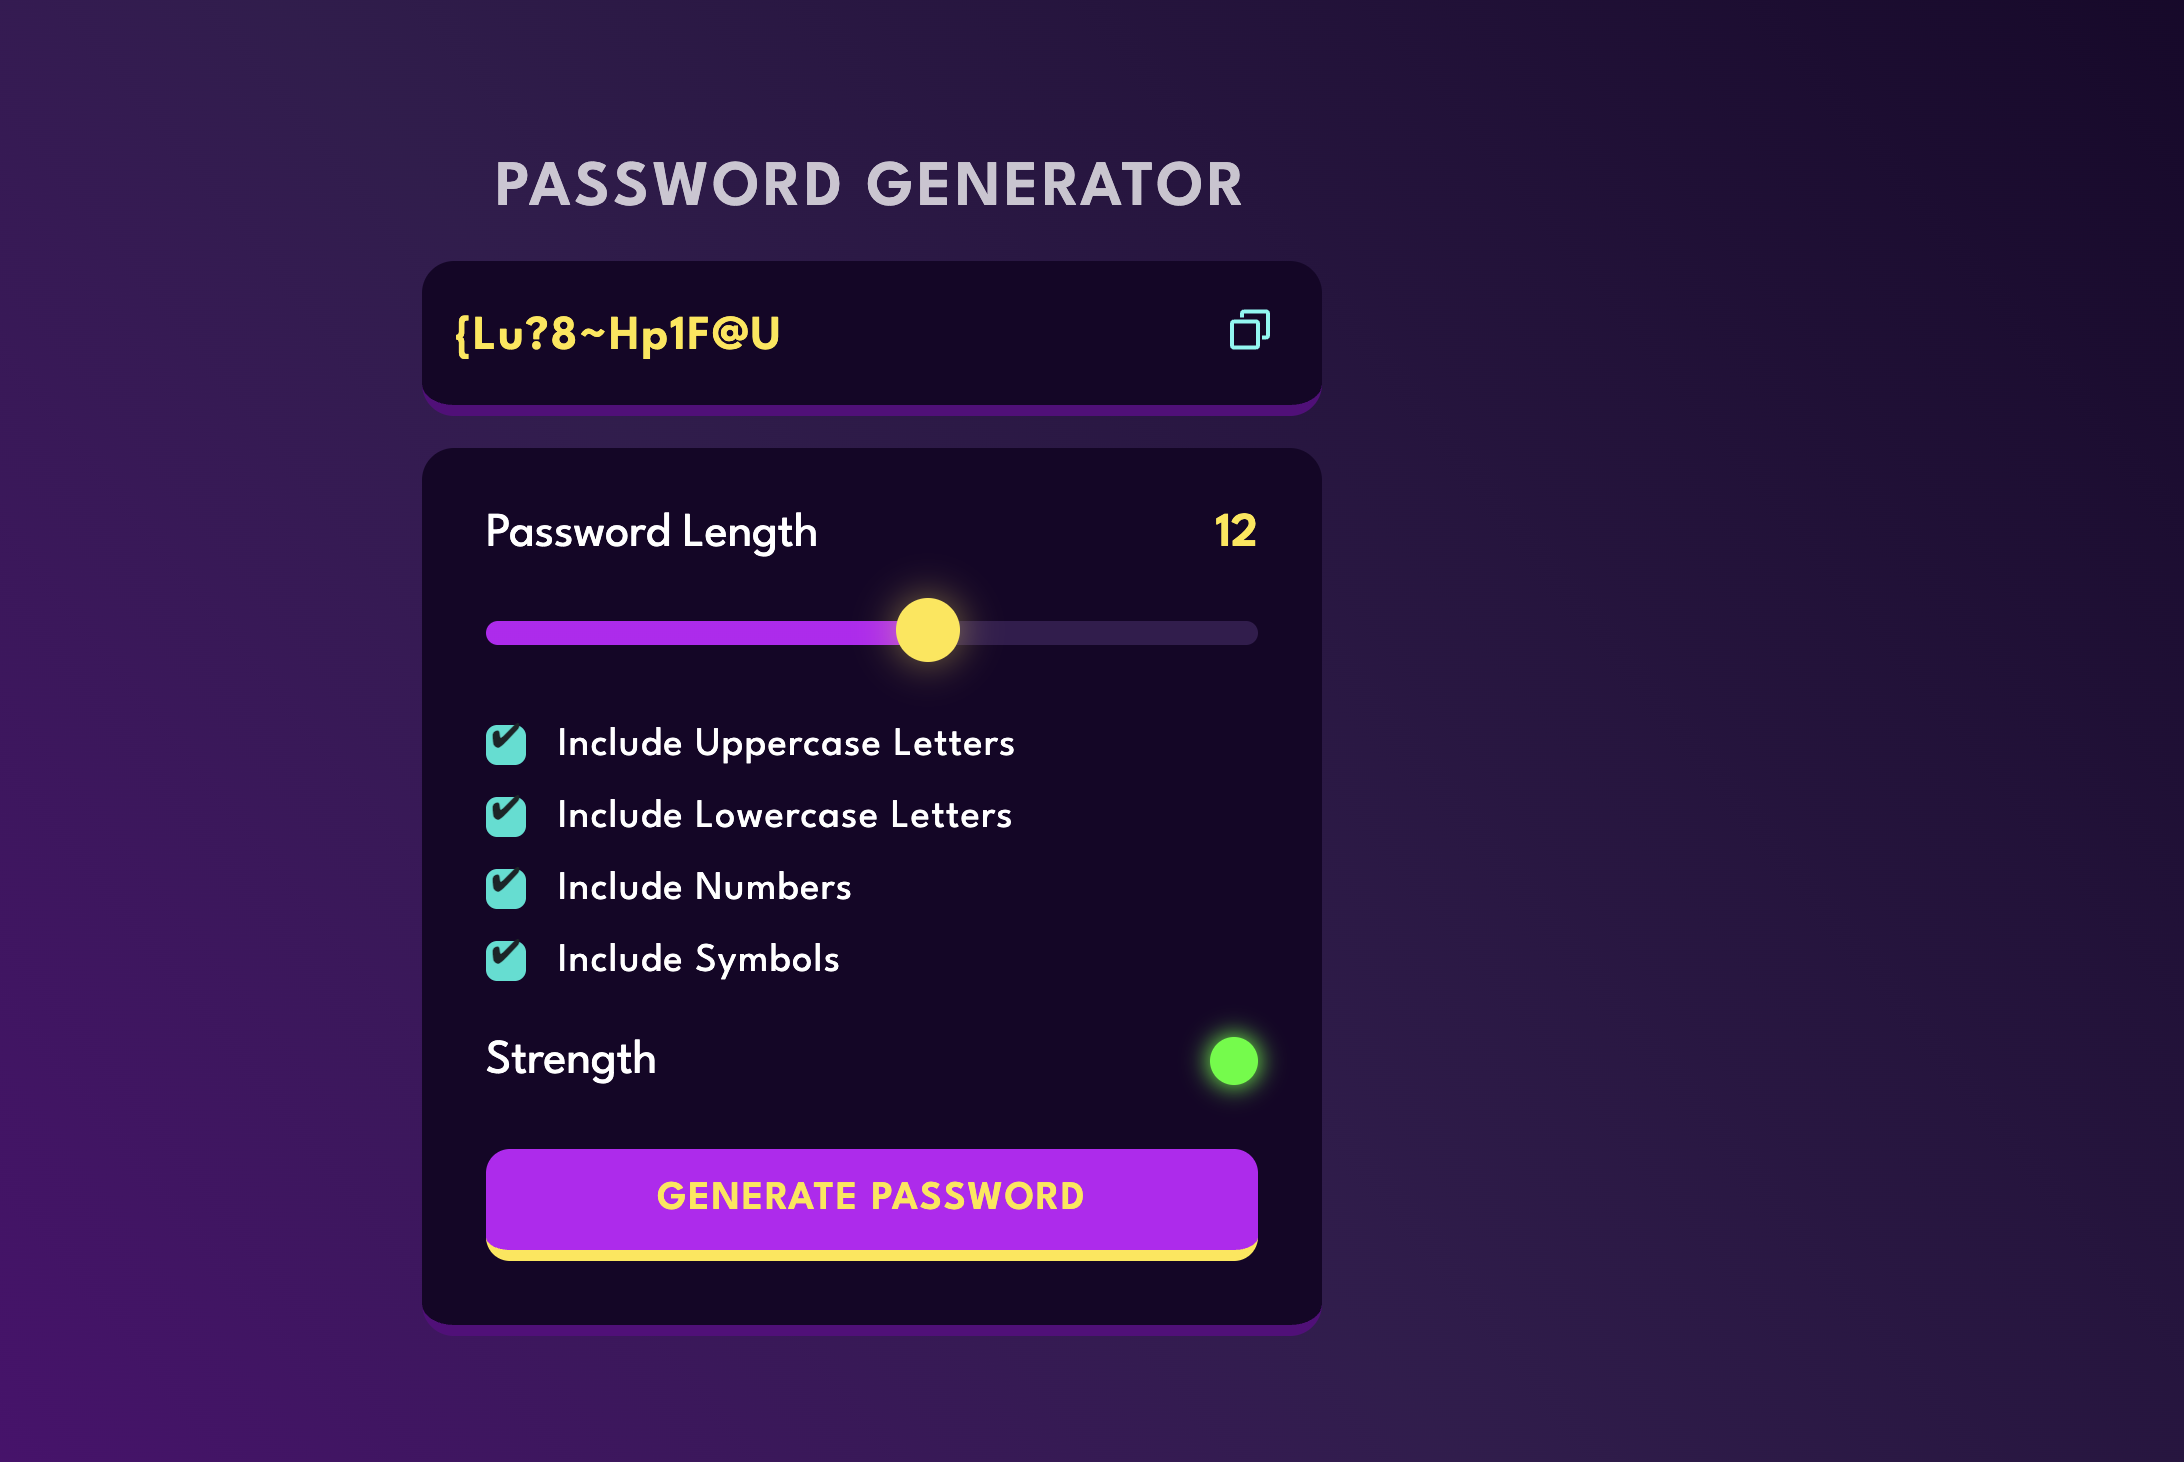 PASSWORD GENERATOR
{Lu?8~Hp1F@U
Password Length 12
Include Uppercase Letters
Include Lowercase Letters
Include Numbers
Include Symbols
Strength
GENERATE PASSWORD